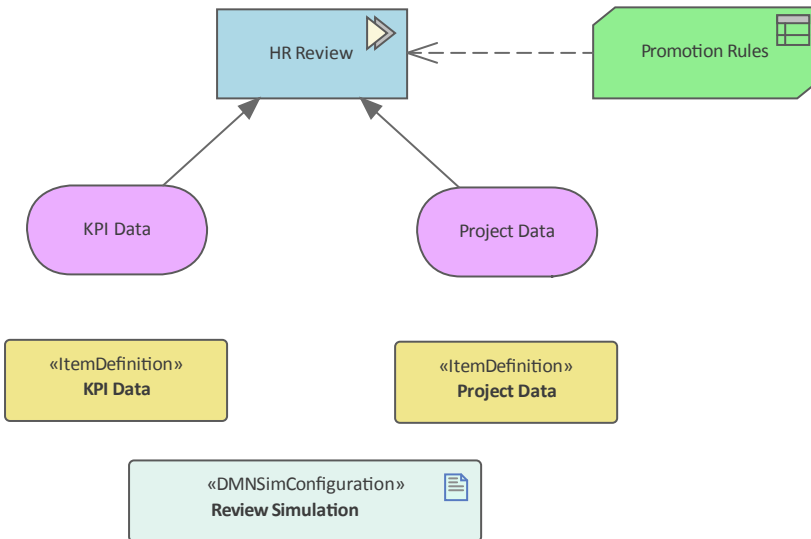 HR Review
Promotion Rules
KPI Data
Project Data
«ItemDefinition»
KPI Data
«ItemDefinition»
Project Data
«DMNSimConfiguration»
Review Simulation